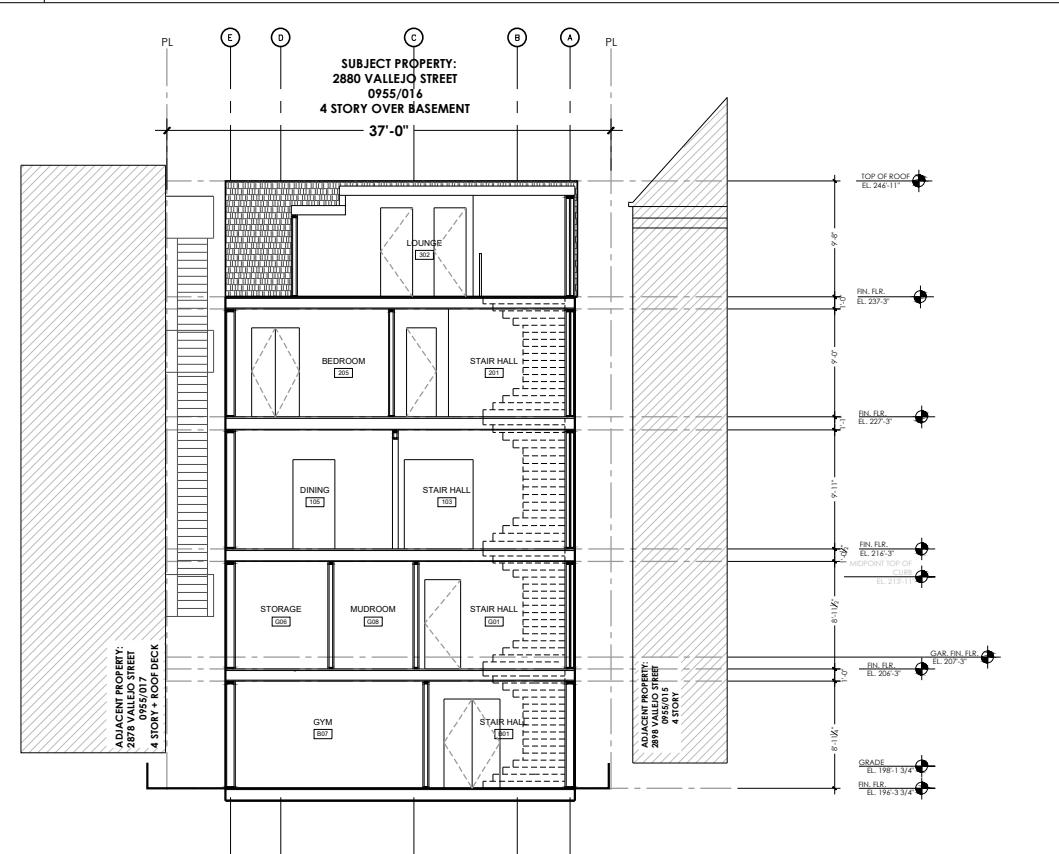 E
D
C
B
A
PL
PL
SUBJECT PROPERTY:
2880 VALLEJO STREET
0955/016
4 STORY OVER BASEMENT
37'-0"
TOP OF ROOF
EL. 246'-11"
9'-8"
LOUNGE
302
FIN. FLR.
EL. 237'-3"
1'-0"
BEDROOM
205
STAIR HALL
201
9'-0"
FIN. FLR.
EL. 227'-3"
1'-1"
DINING
105
STAIR HALL
103
9'-11"
FIN. FLR.
EL. 216'-3"
MIDPOINT TOP OF
CURB
EL. 213'-11"
STORAGE
G06
MUDROOM
G08
STAIR HALL
G01
8'-11½"
GAR. FIN. FLR.
EL. 207'-3"
FIN. FLR.
EL. 206'-3"
1'-0"
ADJACENT PROPERTY:
2878 VALLEJO STREET
0955/017
4 STORY + ROOF DECK
ADJACENT PROPERTY:
2898 VALLEJO STREET
0955/015
4 STORY
GYM
B07
STAIR HALL
B01
8'-11¼"
GRADE
EL. 198'-1 3/4"
FIN. FLR.
EL. 196'-3 3/4"